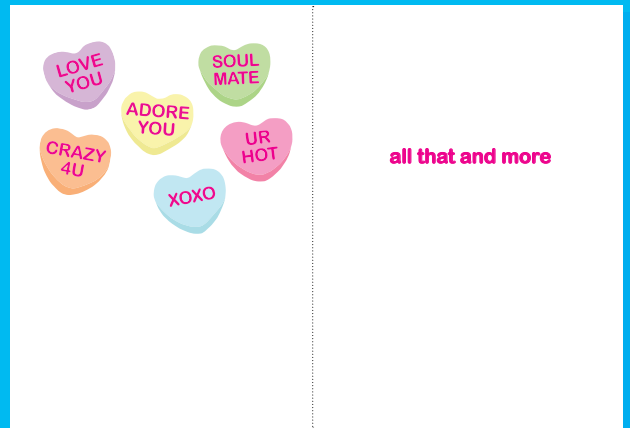 LOVE
YOU
SOUL
MATE
ADORE
YOU
UR
HOT
CRAZY
4U
XOXO
all that and more